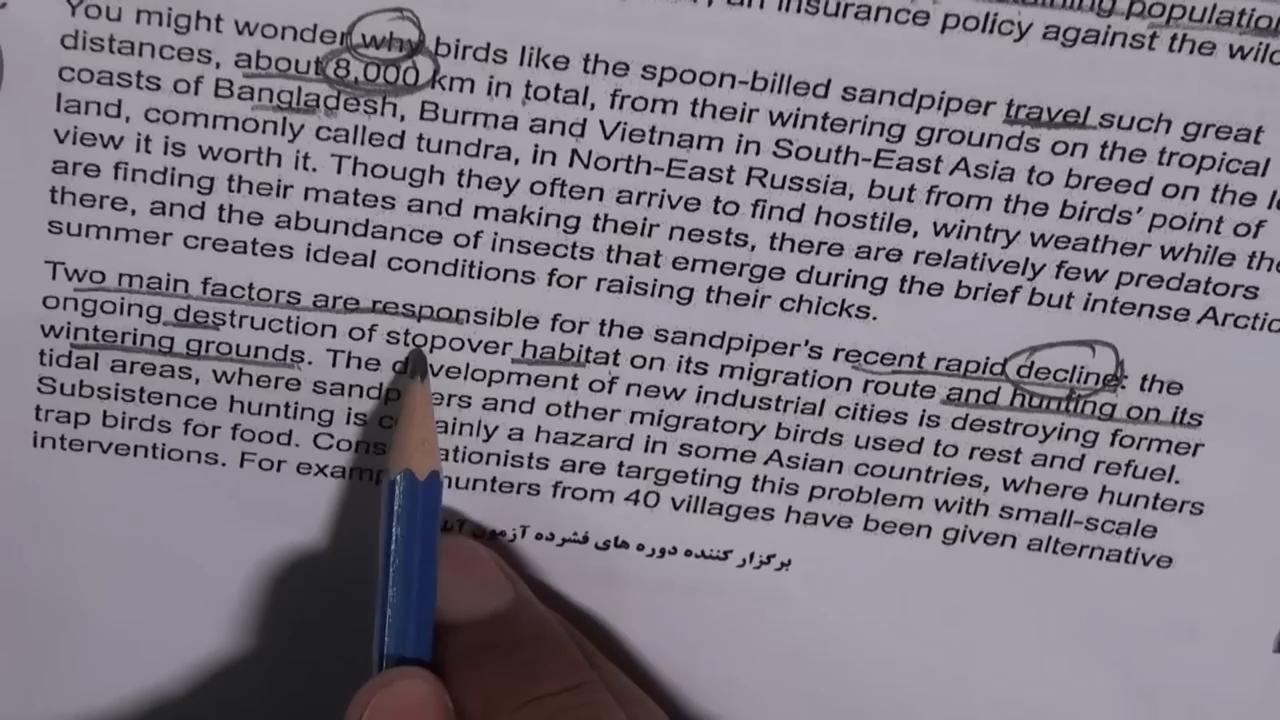 ning population
, an insurance policy against the wild
You might wonder why birds like the spoon-billed sandpiper travel such great
distances, about 8,000 km in total, from their wintering grounds on the tropical
coasts of Bangladesh, Burma and Vietnam in South-East Asia to breed on the
land, commonly called tundra, in North-East Russia, but from the birds' point of
view it is worth it. Though they often arrive to find hostile, wintry weather while the
are finding their mates and making their nests, there are relatively few predators
there, and the abundance of insects that emerge during the brief but intense Arctic
summer creates ideal conditions for raising their chicks.
Two main factors are responsible for the sandpiper's recent rapid decline: the
ongoing destruction of stopover habitat on its migration route and hunting on its
wintering grounds. The development of new industrial cities is destroying former
tidal areas, where sandp ers and other migratory birds used to rest and refuel.
Subsistence hunting is c ainly a hazard in some Asian countries, where hunters
trap birds for food. Cons ationists are targeting this problem with small-scale
interventions. For examp hunters from 40 villages have been given alternative
برگزار کننده دوره های فشرده آزمون